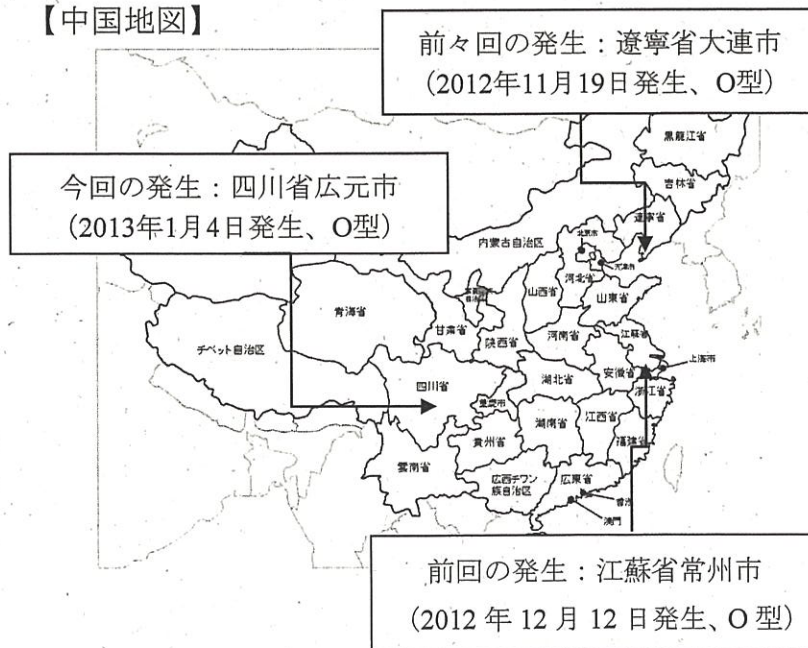 【中国地図】
前々回の発生：遼寧省大連市
（2012年11月19日発生、O型）
今回の発生：四川省広元市
（2013年1月4日発生、O型）
黒龍江省
吉林省
遼寧省
北京市
天津市
内蒙古自治区
河北省
山西省
山東省
青海省
甘粛省
陝西省
河南省
江蘇省
チベット自治区
上海市
安徽省
浙江省
四川省
湖北省
重慶市
湖南省
江西省
福建省
貴州省
雲南省
広西チワン
族自治区
広東省
香港
澳門
前回の発生：江蘇省常州市
（2012 年 12 月 12 日発生、O 型）